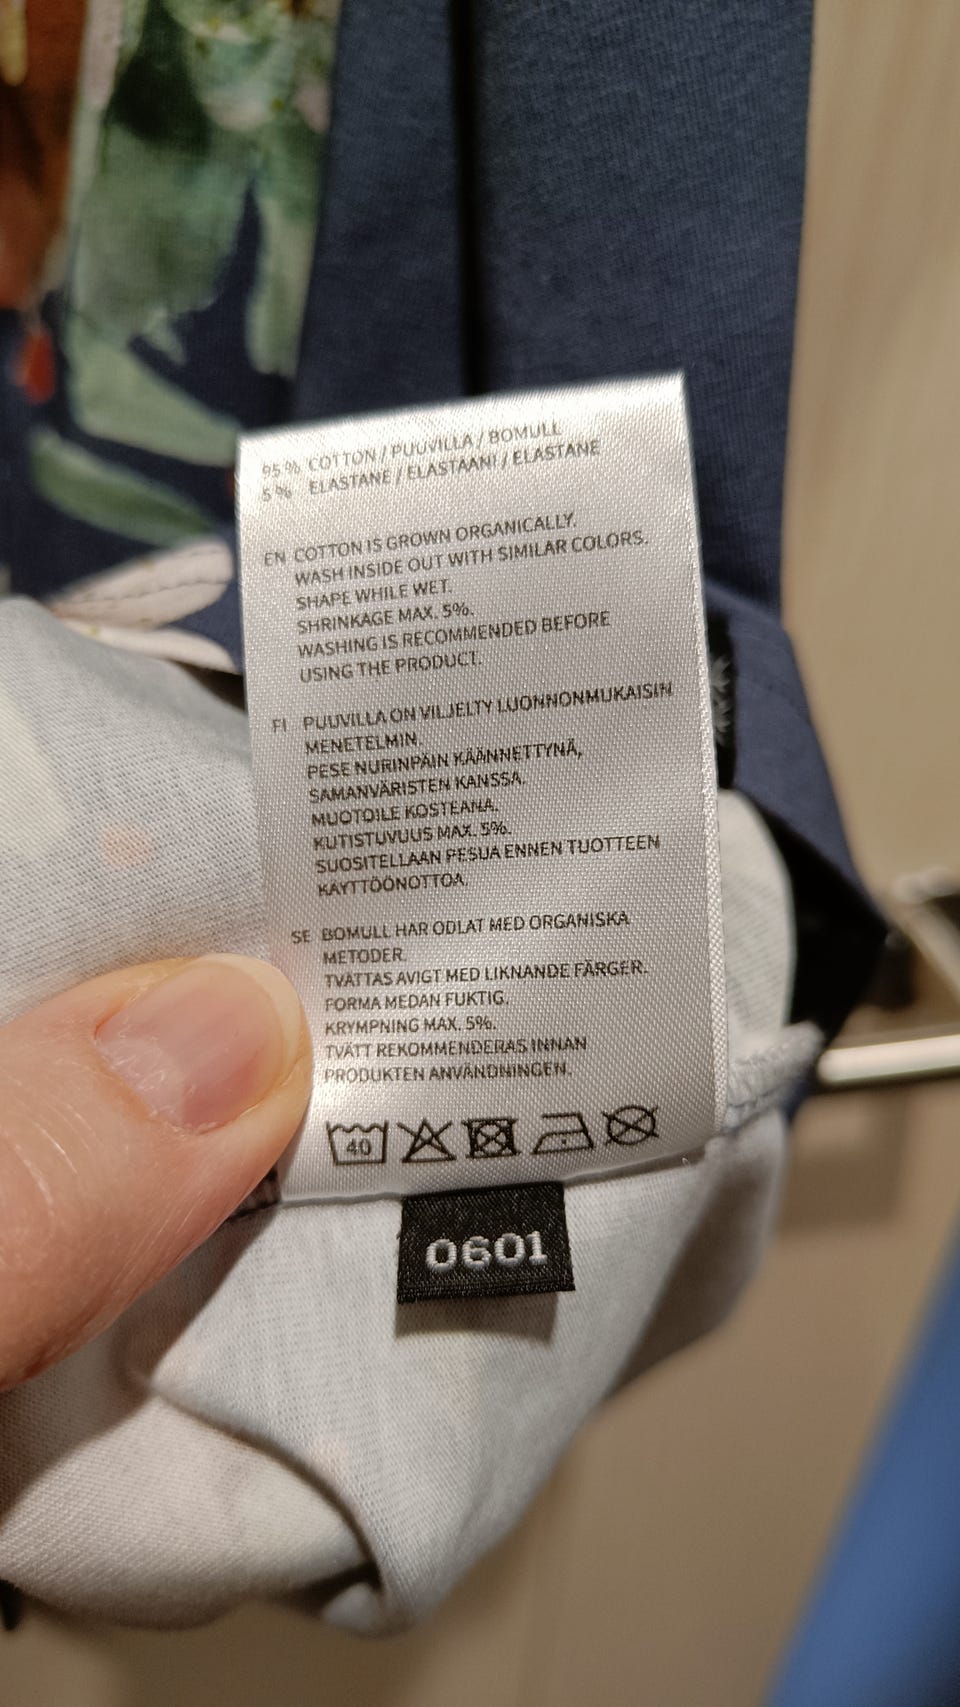 95 % COTTON / PUUVILLA / BOMULL
5 % ELASTANE / ELASTAANI / ELASTANE
EN COTTON IS GROWN ORGANICALLY.
WASH INSIDE OUT WITH SIMILAR COLORS.
SHAPE WHILE WET.
SHRINKAGE MAX. 5%.
WASHING IS RECOMMENDED BEFORE
USING THE PRODUCT.
FI PUUVILLA ON VILJELTY LUONNONMUKAISIN
MENETELMIN.
PESE NURINPÄIN KÄÄNNETTYNÄ,
SAMANVÄRISTEN KANSSA.
MUOTOILE KOSTEANA.
KUTISTUVUUS MAX. 5%.
SUOSITELLAAN PESUA ENNEN TUOTTEEN
KÄYTTÖÖNOTTOA.
SE BOMULL HAR ODLAT MED ORGANISKA
METODER.
TVÄTTAS AVIGT MED LIKNANDE FÄRGER.
FORMA MEDAN FUKTIG.
KRYMPNING MAX. 5%.
TVÄTT REKOMMENDERAS INNAN
PRODUKTEN ANVÄNDNINGEN.
40
0601